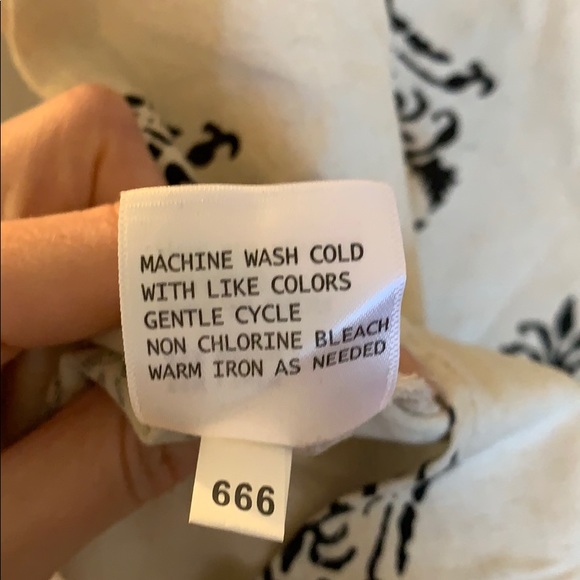 MACHINE WASH COLD
WITH LIKE COLORS
GENTLE CYCLE
NON CHLORINE BLEACH
WARM IRON AS NEEDED
666